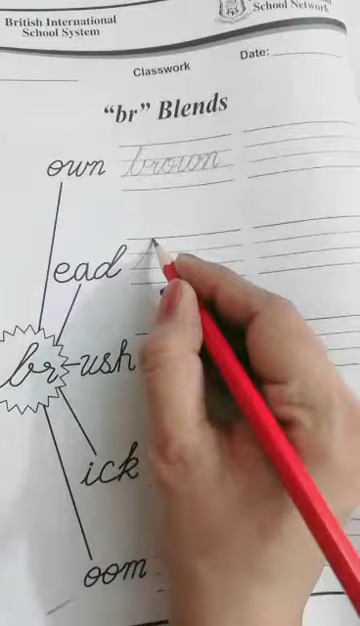 British International
School System
School Network
Date:
Classwork
"br" Blends
own brown
ead
br ush
ick
oom